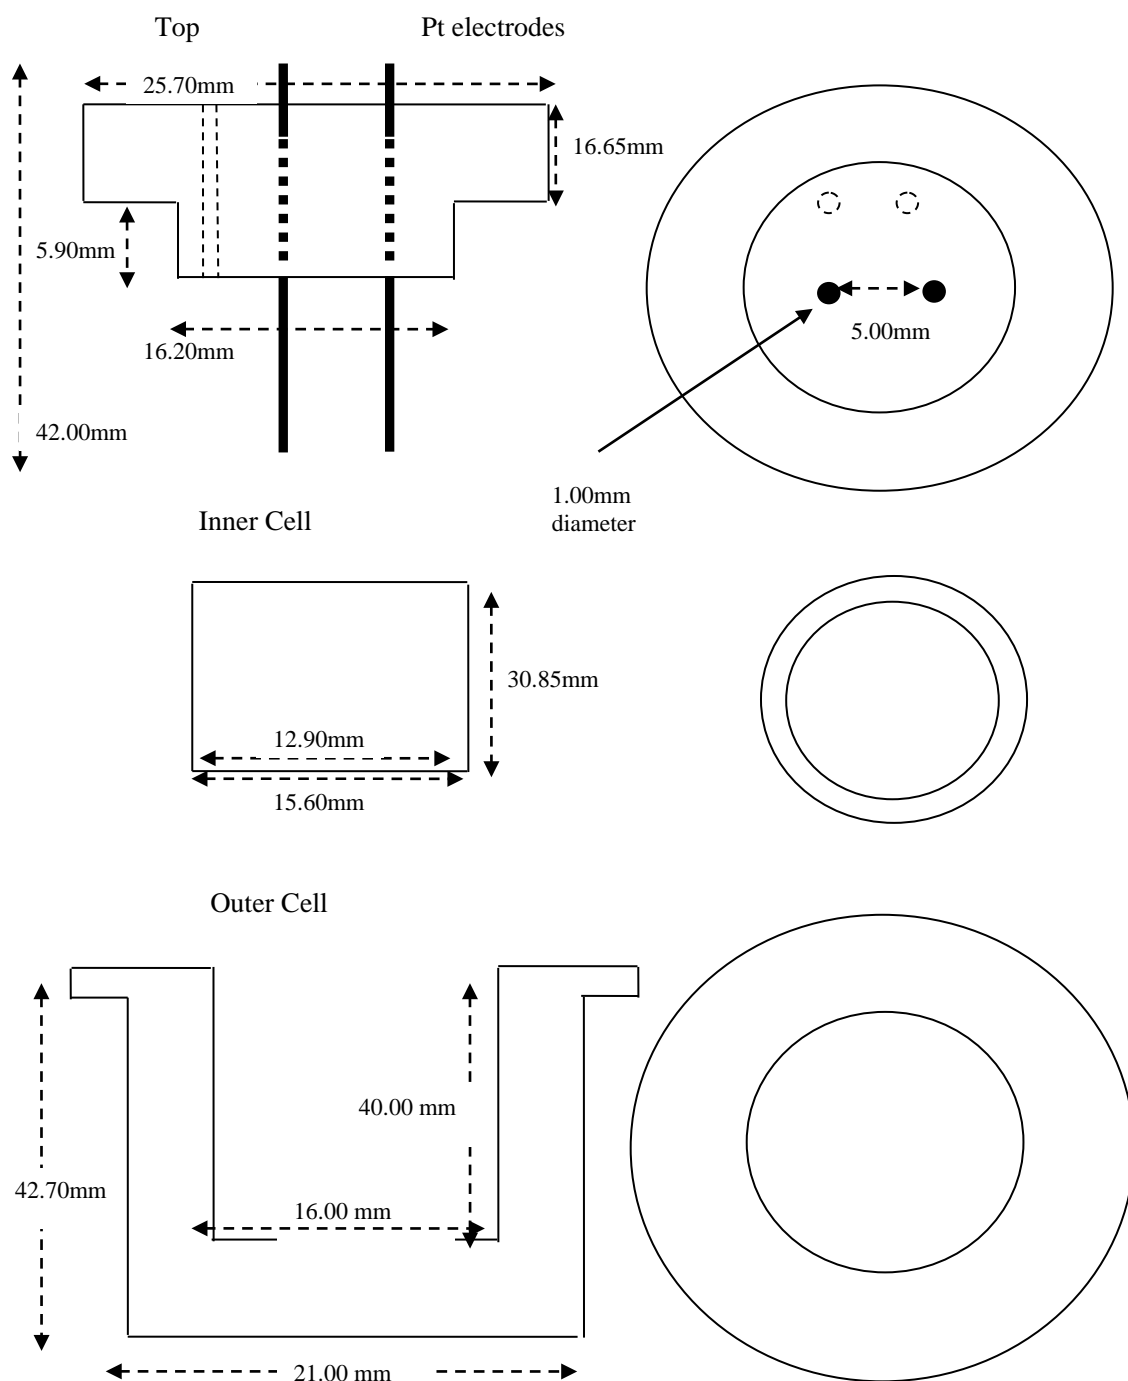 Top
Pt electrodes
25.70mm
16.65mm
5.90mm
5.00mm
16.20mm
42.00mm
1.00mm
diameter
Inner Cell
30.85mm
12.90mm
15.60mm
Outer Cell
40.00 mm
42.70mm
16.00 mm
21.00 mm